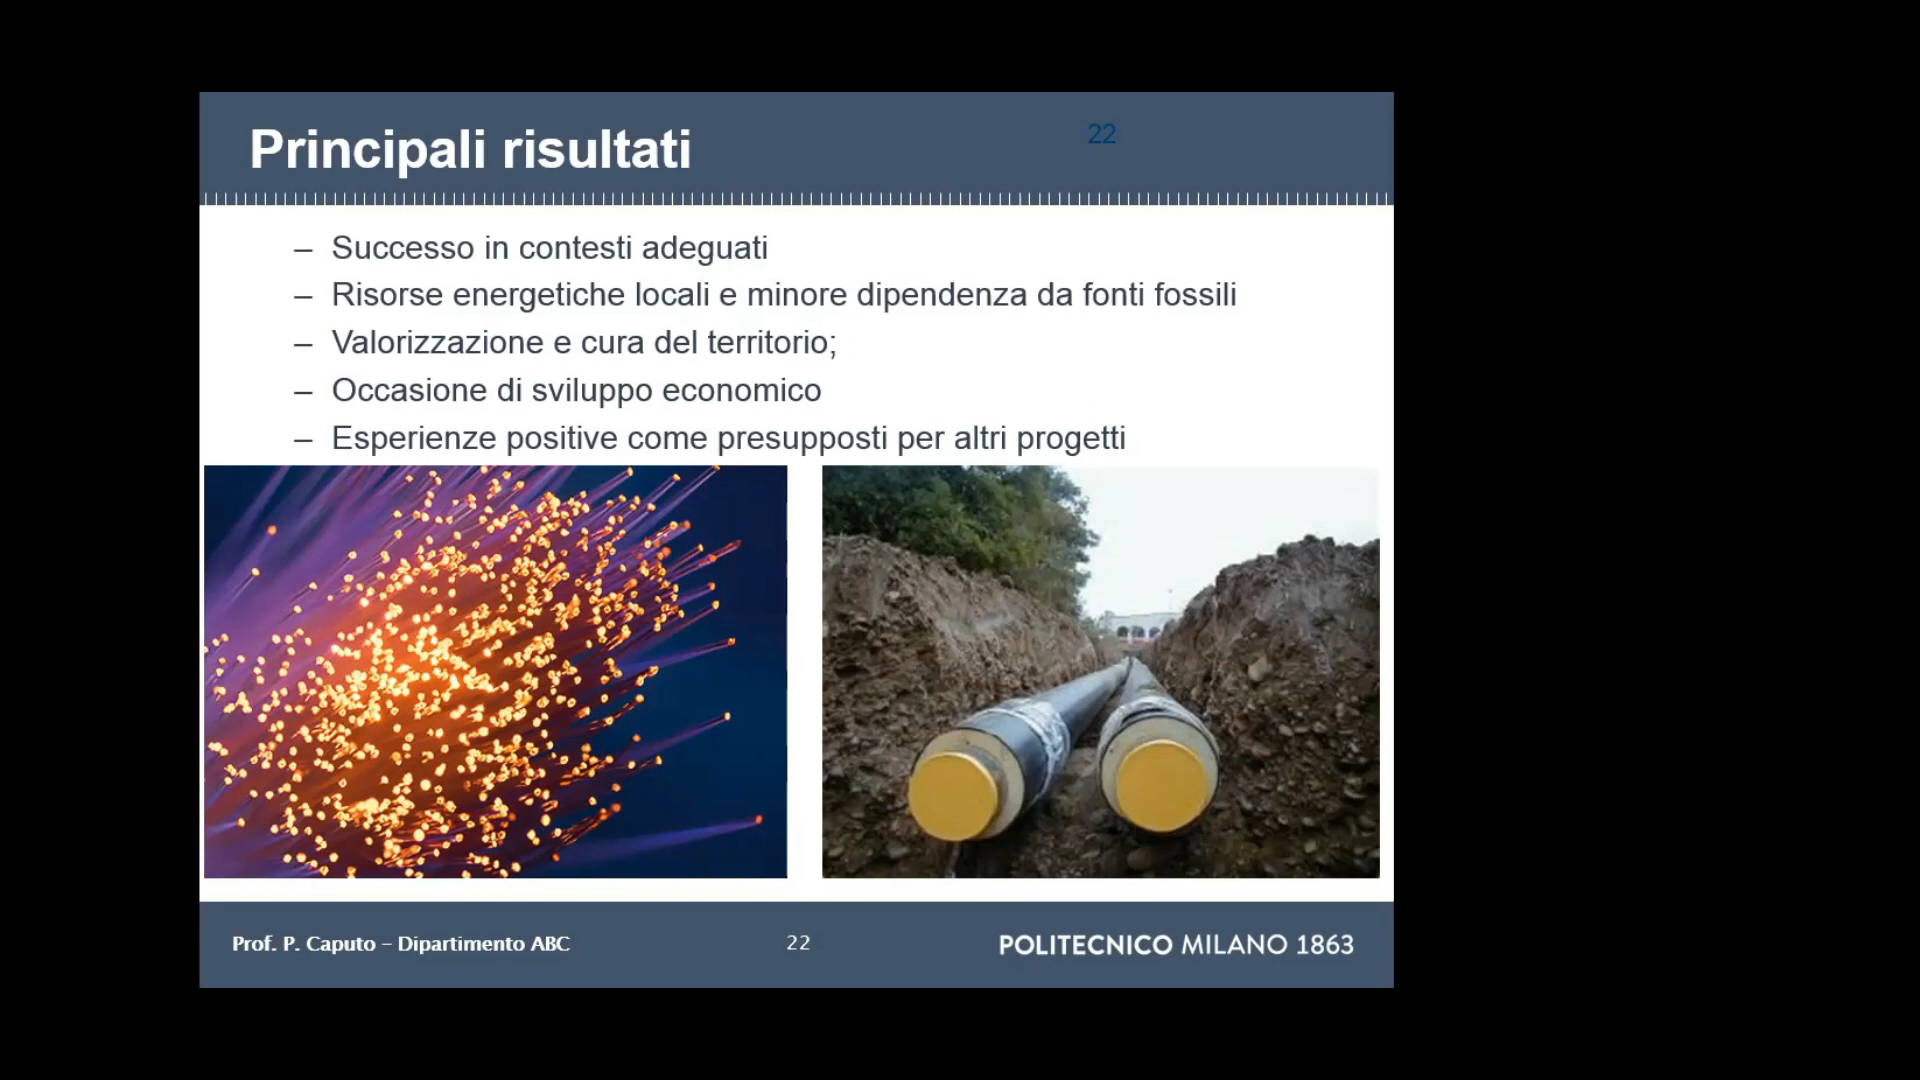 Principali risultati
22
– Successo in contesti adeguati
– Risorse energetiche locali e minore dipendenza da fonti fossili
– Valorizzazione e cura del territorio;
– Occasione di sviluppo economico
– Esperienze positive come presupposti per altri progetti
Prof. P. Caputo – Dipartimento ABC
22
POLITECNICO MILANO 1863